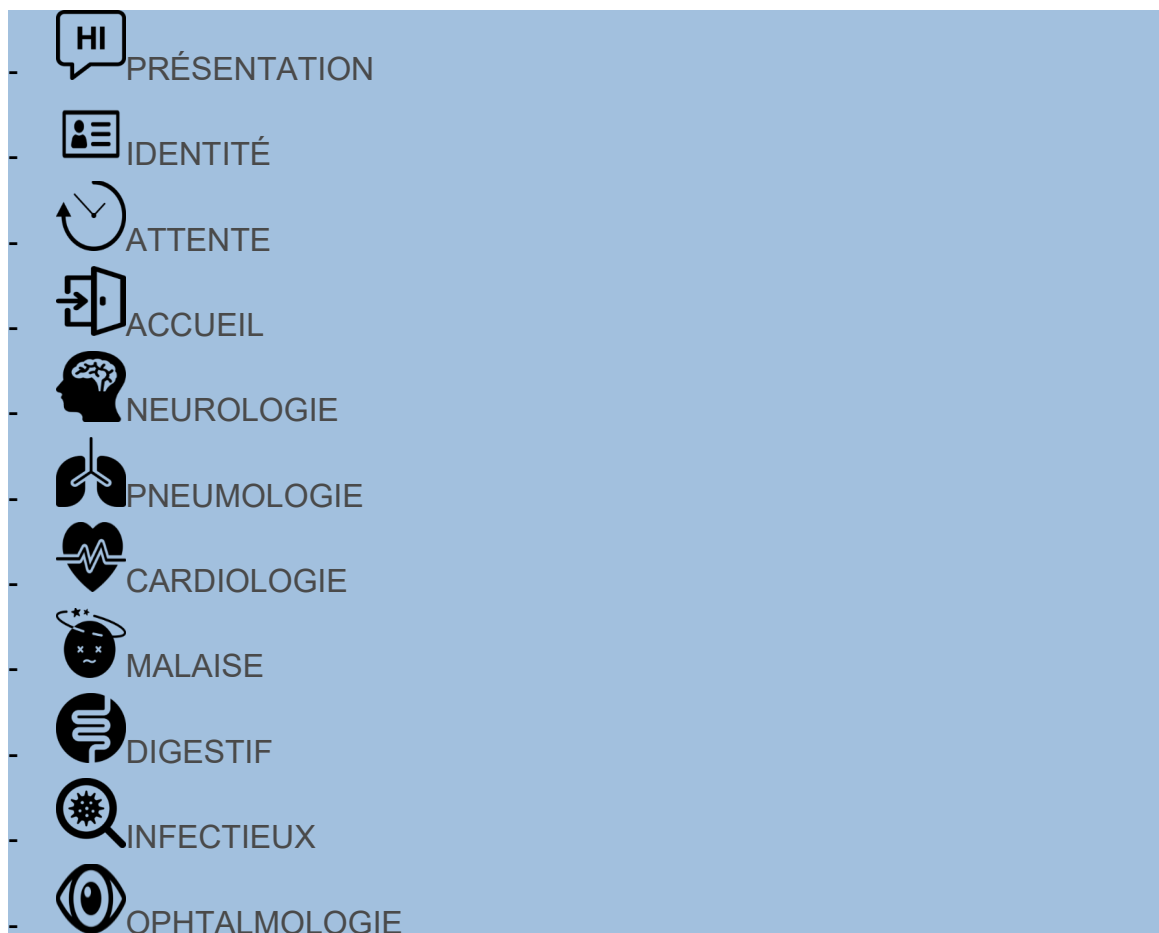 - HI PRÉSENTATION
- IDENTITÉ
- ATTENTE
- ACCUEIL
- NEUROLOGIE
- PNEUMOLOGIE
- CARDIOLOGIE
- MALAISE
- DIGESTIF
- INFECTIEUX
- OPHTALMOLOGIE